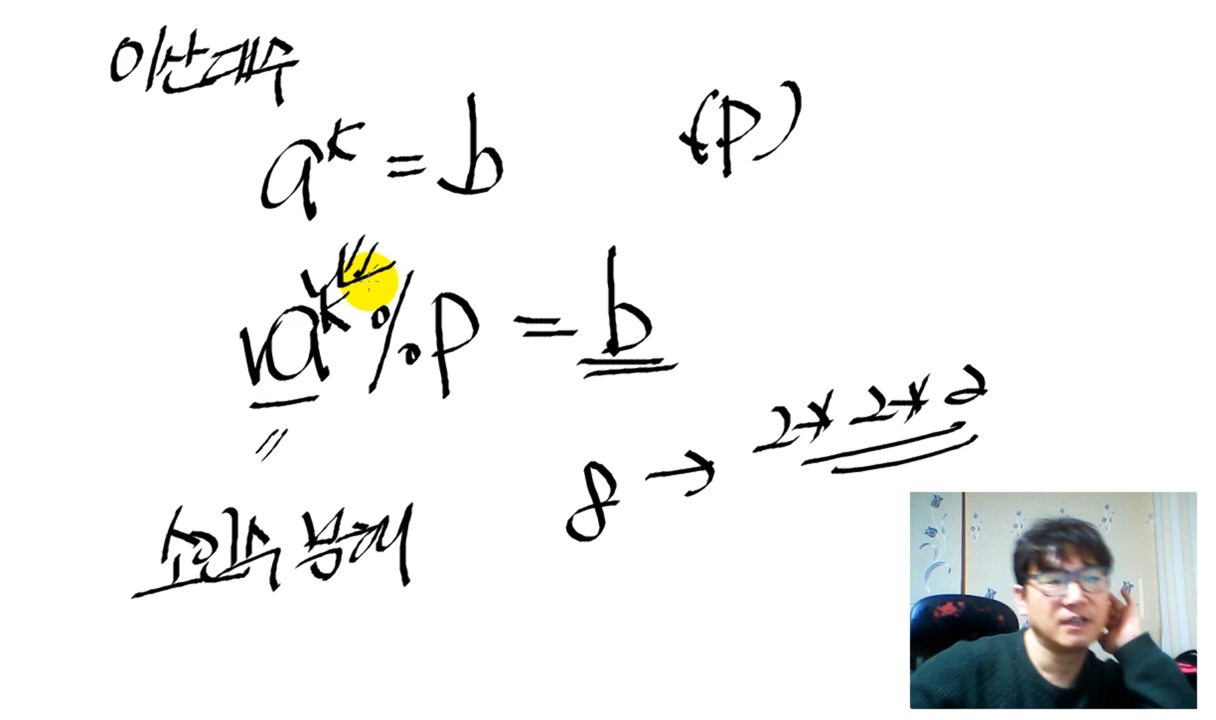 이산대수
a^k = b (P)
a^k % P = b
8 → 2 * 2 * 2
소인수 분해